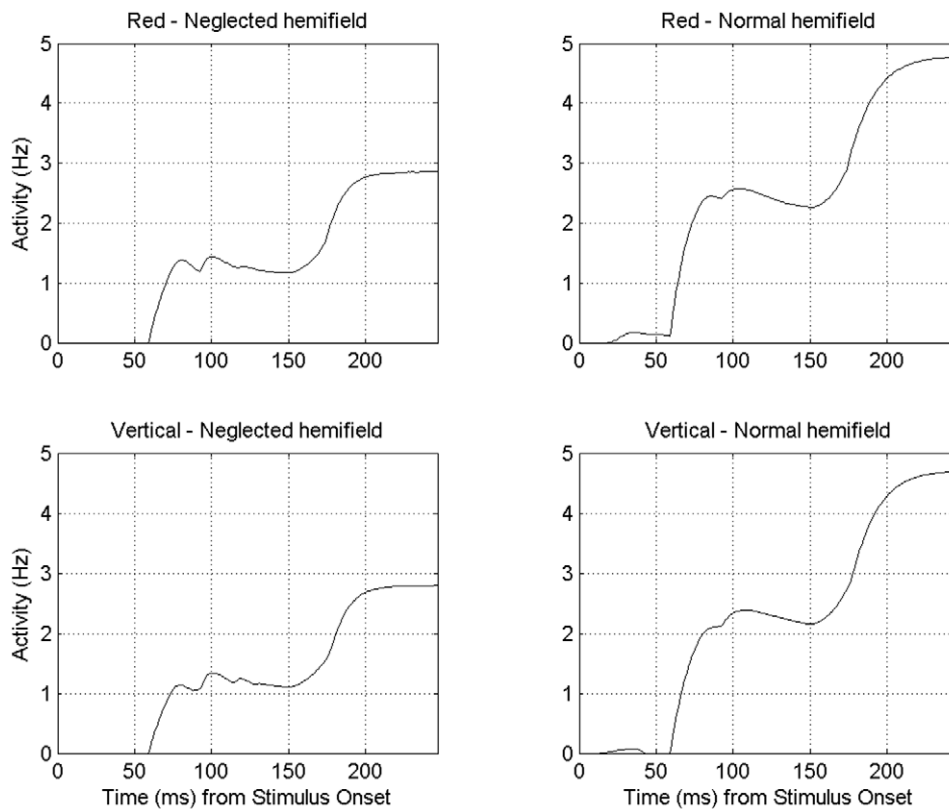 Red - Neglected hemifield
Red - Normal hemifield
5
4
3
2
1
0
Activity (Hz)
0 50 100 150 200
5
4
3
2
1
0
0 50 100 150 200
Vertical - Neglected hemifield
Vertical - Normal hemifield
5
4
3
2
1
0
Activity (Hz)
0 50 100 150 200
Time (ms) from Stimulus Onset
5
4
3
2
1
0
0 50 100 150 200
Time (ms) from Stimulus Onset